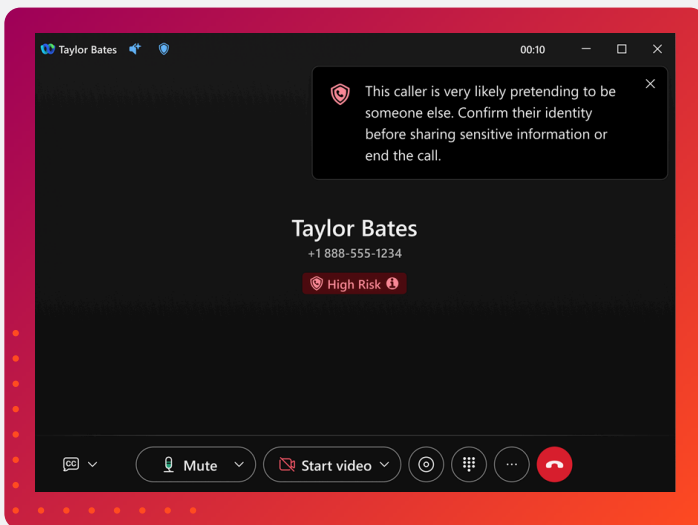 Taylor Bates
00:10
This caller is very likely pretending to be
someone else. Confirm their identity
before sharing sensitive information or
end the call.
Taylor Bates
+1 888-555-1234
High Risk
CC
Mute
Start video